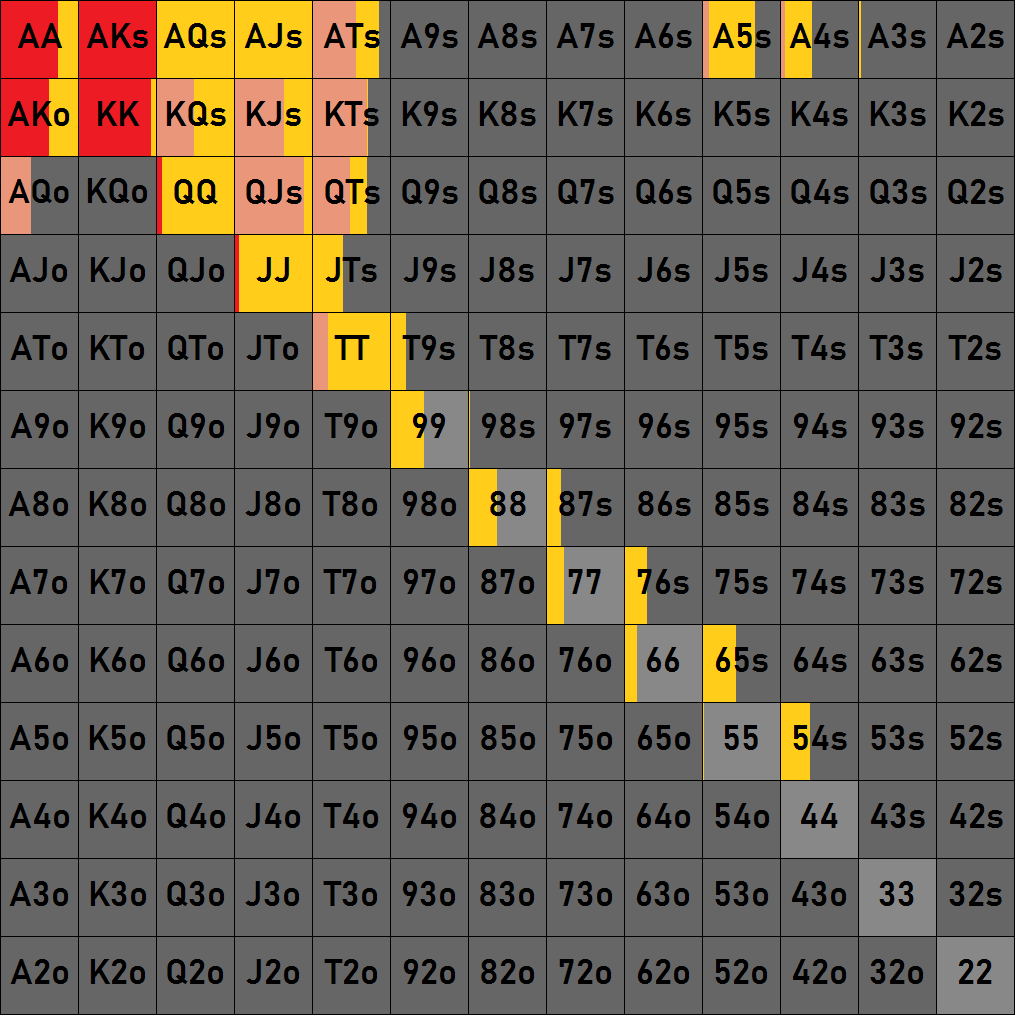 AA AKs AQs AJs ATs A9s A8s A7s A6s A5s A4s A3s A2s
AKo KK KQs KJs KTs K9s K8s K7s K6s K5s K4s K3s K2s
AQo KQo QQ QJs QTs Q9s Q8s Q7s Q6s Q5s Q4s Q3s Q2s
AJo KJo QJo JJ JTs J9s J8s J7s J6s J5s J4s J3s J2s
ATo KTo QTo JTo TT T9s T8s T7s T6s T5s T4s T3s T2s
A9o K9o Q9o J9o T9o 99 98s 97s 96s 95s 94s 93s 92s
A8o K8o Q8o J8o T8o 98o 88 87s 86s 85s 84s 83s 82s
A7o K7o Q7o J7o T7o 97o 87o 77 76s 75s 74s 73s 72s
A6o K6o Q6o J6o T6o 96o 86o 76o 66 65s 64s 63s 62s
A5o K5o Q5o J5o T5o 95o 85o 75o 65o 55 54s 53s 52s
A4o K4o Q4o J4o T4o 94o 84o 74o 64o 54o 44 43s 42s
A3o K3o Q3o J3o T3o 93o 83o 73o 63o 53o 43o 33 32s
A2o K2o Q2o J2o T2o 92o 82o 72o 62o 52o 42o 32o 22